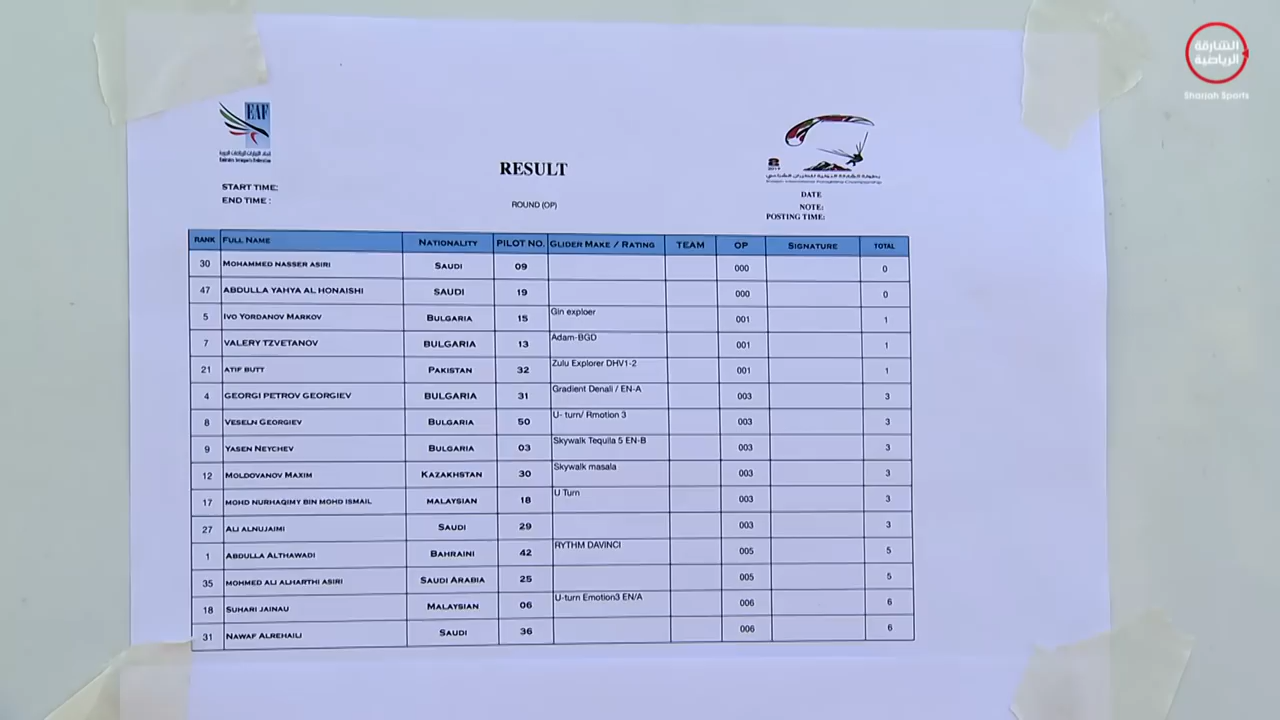 الشارقة
الرياضية
Sharjah Sports
EAF
Emirates Aerosports Federation
RESULT
START TIME:
END TIME :
ROUND (OP)
DATE
NOTE:
POSTING TIME:
RANK FULL NAME NATIONALITY PILOT NO. GLIDER MAKE / RATING TEAM OP SIGNATURE TOTAL
30 MOHAMMED NASSER ASIRI SAUDI 09 000 0
47 ABDULLA YAHYA AL HONAISHI SAUDI 19 000 0
5 IVO YORDANOV MARKOV BULGARIA 15 Gin exploer 001 1
7 VALERY TZVETANOV BULGARIA 13 Adam-BGD 001 1
21 ATIF BUTT PAKISTAN 32 Zulu Explorer DHV1-2 001 1
4 GEORGI PETROV GEORGIEV BULGARIA 31 Gradient Denali / EN-A 003 3
8 VESELN GEORGIEV BULGARIA 50 U- turn/ Rmotion 3 003 3
9 YASEN NEYCHEV BULGARIA 03 Skywalk Tequila 5 EN-B 003 3
12 MOLDOVANOV MAXIM KAZAKHSTAN 30 Skywalk masala 003 3
17 MOHD NURHAQIMY BIN MOHD ISMAIL MALAYSIAN 18 U Turn 003 3
27 ALI ALNUJAIMI SAUDI 29 003 3
1 ABDULLA ALTHAWADI BAHRAINI 42 RYTHM DAVINCI 005 5
35 MOHMED ALI ALHARTHI ASIRI SAUDI ARABIA 25 005 5
18 SUHARI JAINAU MALAYSIAN 06 U-turn Emotion3 EN/A 006 6
31 NAWAF ALREHAILI SAUDI 36 006 6